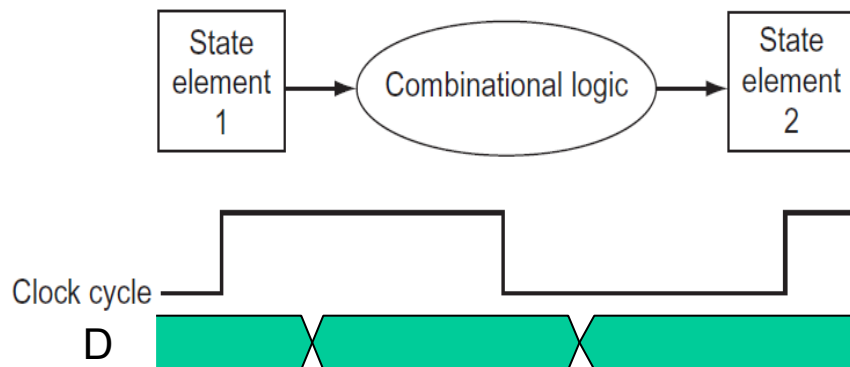 State
element
1
Combinational logic
State
element
2
Clock cycle
D